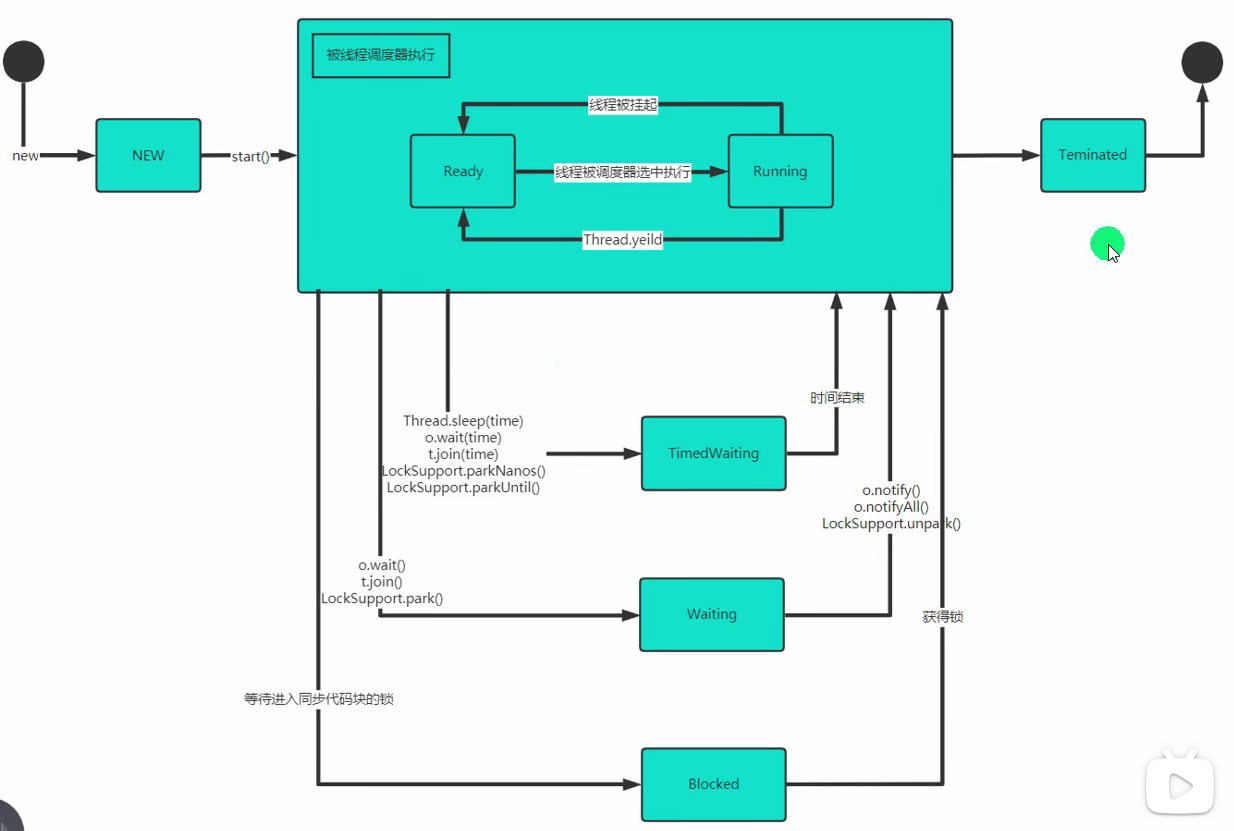 被线程调度器执行
线程被挂起
new
NEW
start()
Ready
线程被调度器选中执行
Running
Teminated
Thread.yeild
时间结束
Thread.sleep(time)
o.wait(time)
t.join(time)
LockSupport.parkNanos()
LockSupport.parkUntil()
TimedWaiting
o.notify()
o.notifyAll()
LockSupport.unpark()
o.wait()
t.join()
LockSupport.park()
Waiting
获得锁
等待进入同步代码块的锁
Blocked